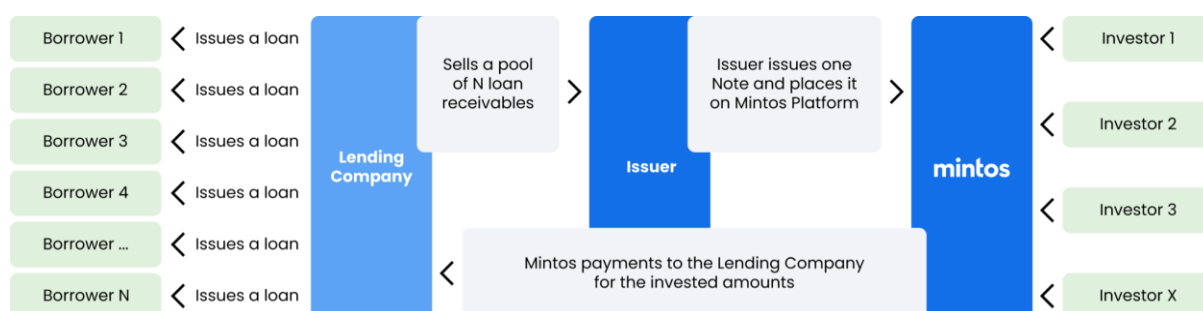 Borrower 1
Issues a loan
Borrower 2
Issues a loan
Borrower 3
Issues a loan
Borrower 4
Issues a loan
Borrower ...
Issues a loan
Borrower N
Issues a loan
Lending
Company
Sells a pool
of N loan
receivables
Issuer
Issuer issues one
Note and places it
on Mintos Platform
mintos
Mintos payments to the Lending Company
for the invested amounts
Investor 1
Investor 2
Investor 3
Investor X